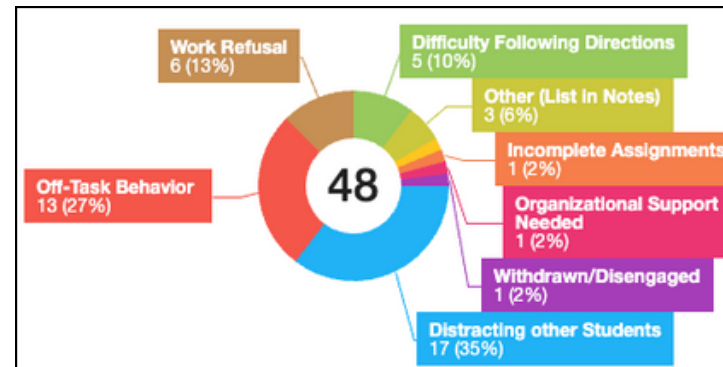 Work Refusal
6 (13%)
Difficulty Following Directions
5 (10%)
Other (List in Notes)
3 (6%)
Incomplete Assignments
1 (2%)
Off-Task Behavior
13 (27%)
48
Organizational Support
Needed
1 (2%)
Withdrawn/Disengaged
1 (2%)
Distracting other Students
17 (35%)